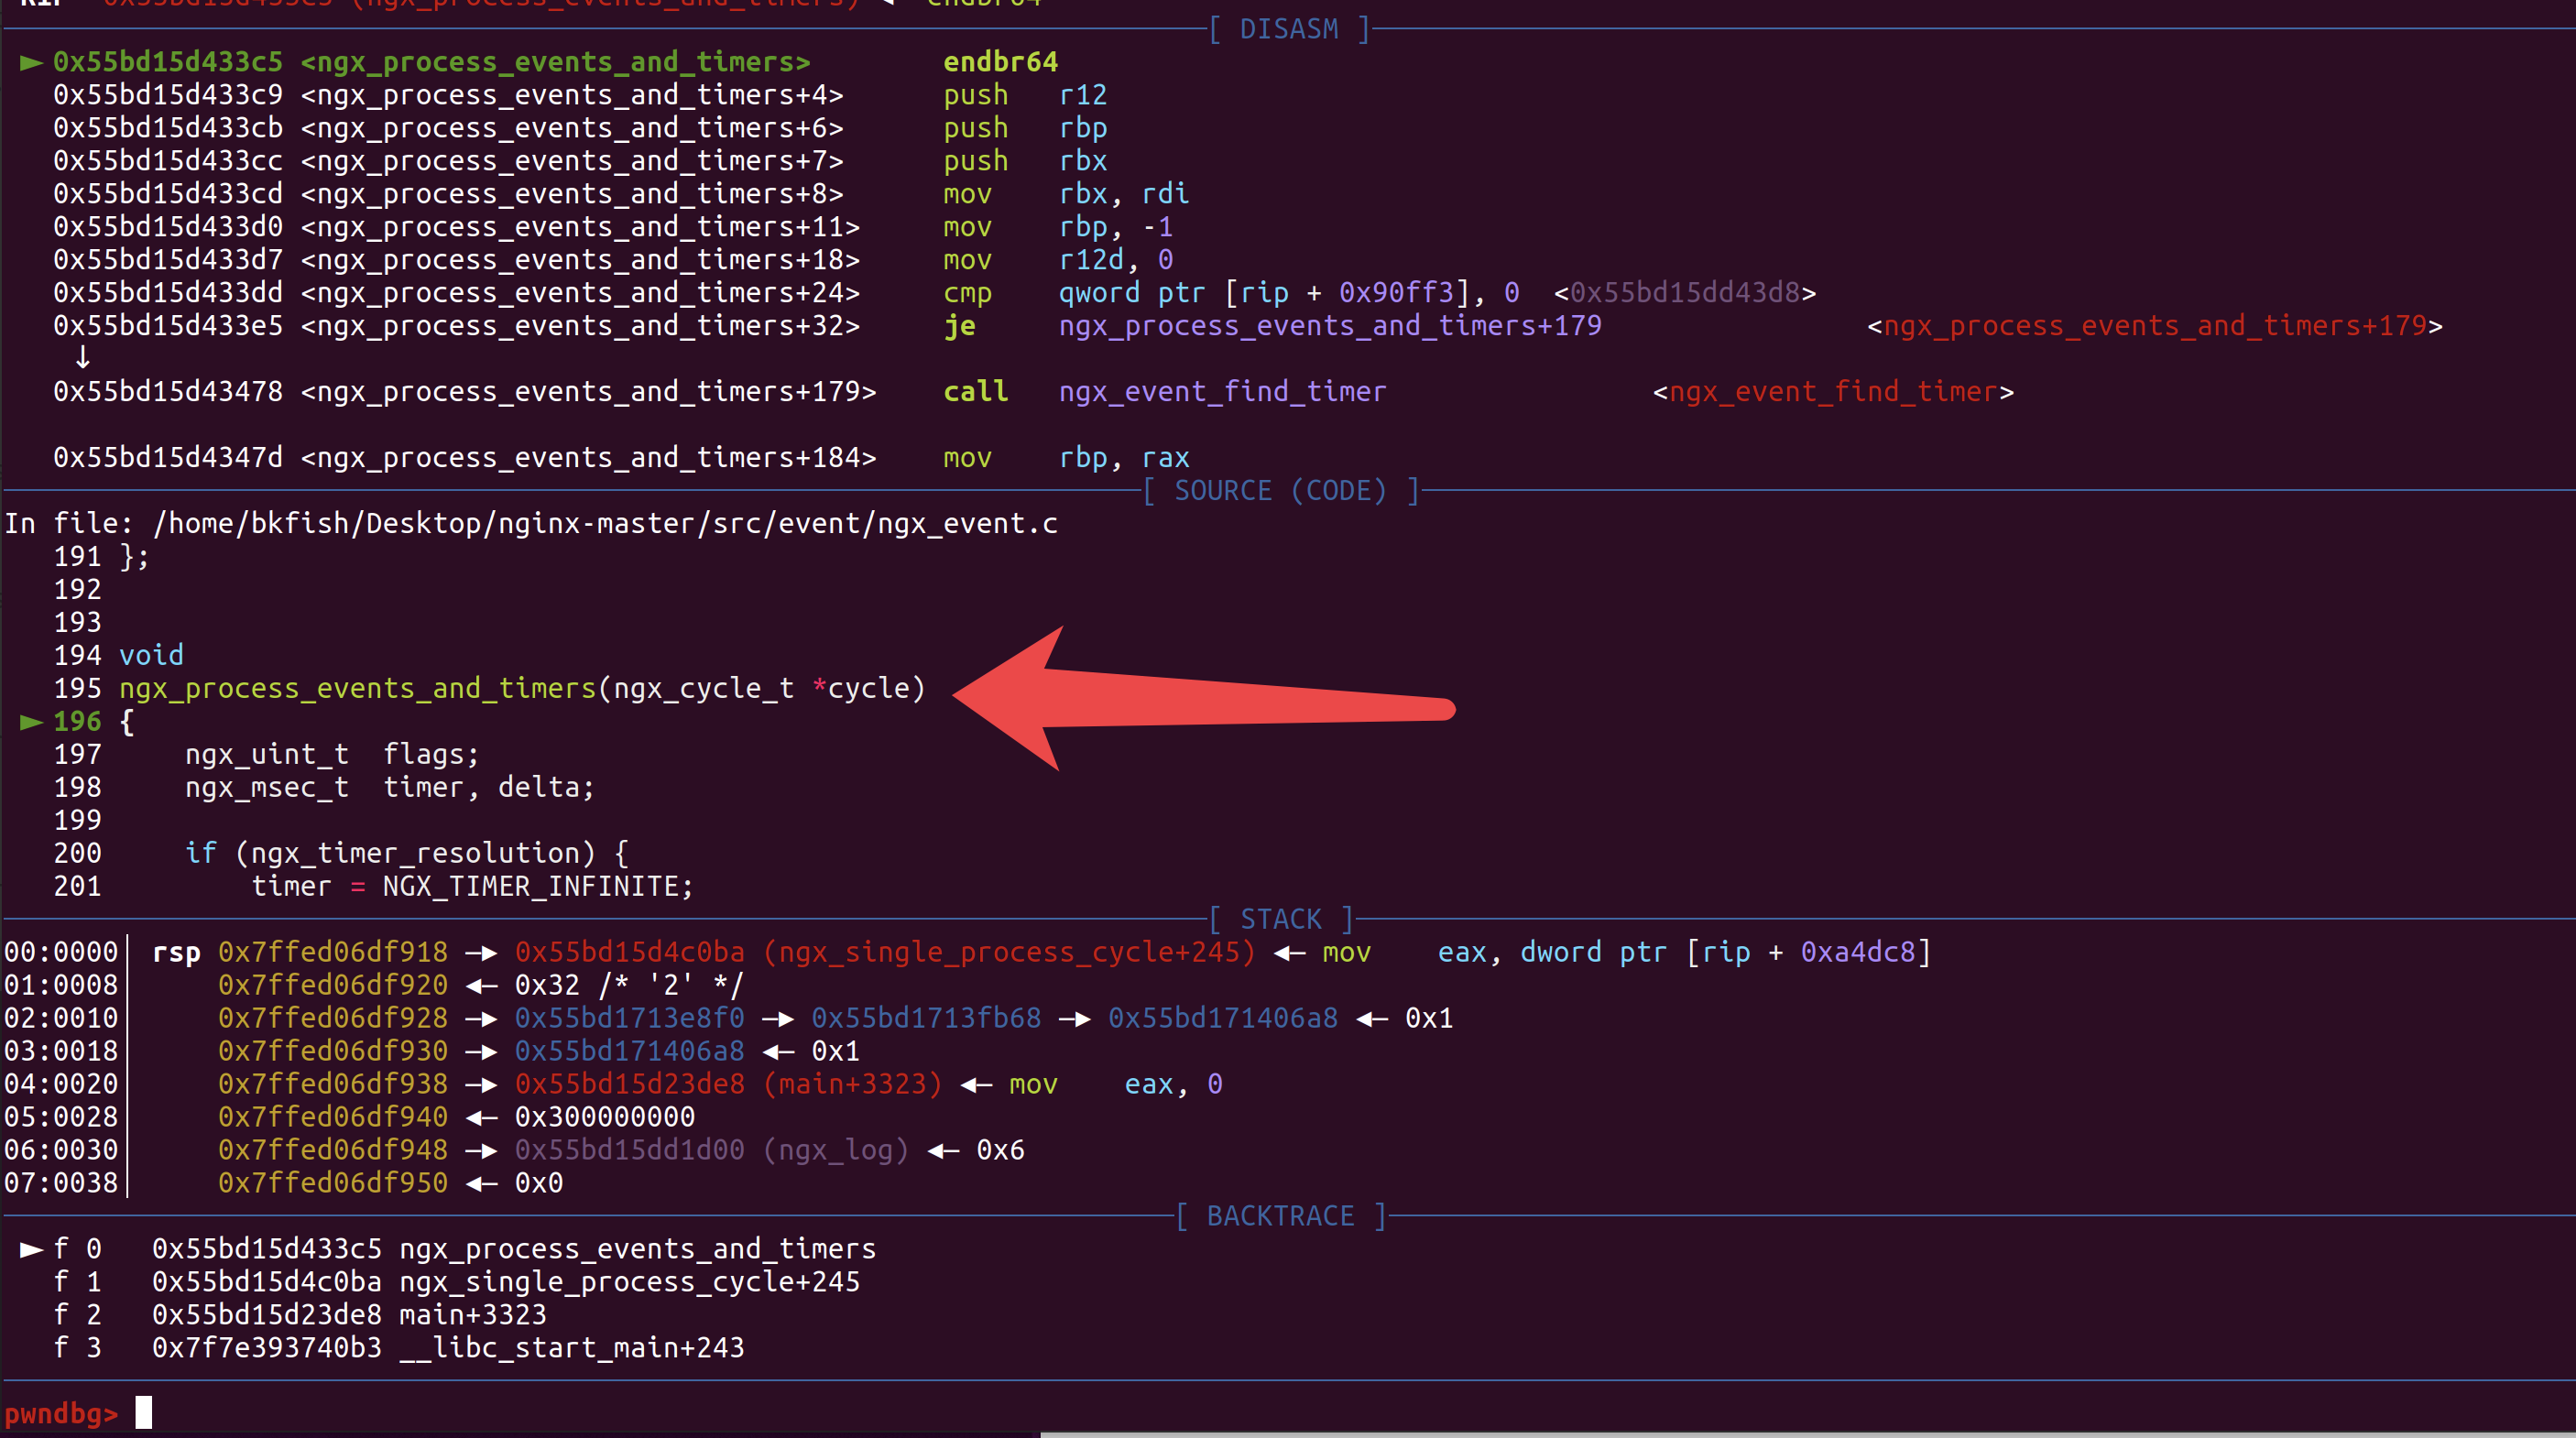 RIP 0x55bd15d433c5 (ngx_process_events_and_timers) ◂— endbr64
[ DISASM ]
► 0x55bd15d433c5 <ngx_process_events_and_timers> endbr64
0x55bd15d433c9 <ngx_process_events_and_timers+4> push r12
0x55bd15d433cb <ngx_process_events_and_timers+6> push rbp
0x55bd15d433cc <ngx_process_events_and_timers+7> push rbx
0x55bd15d433cd <ngx_process_events_and_timers+8> mov rbx, rdi
0x55bd15d433d0 <ngx_process_events_and_timers+11> mov rbp, -1
0x55bd15d433d7 <ngx_process_events_and_timers+18> mov r12d, 0
0x55bd15d433dd <ngx_process_events_and_timers+24> cmp qword ptr [rip + 0x90ff3], 0 <0x55bd15dd43d8>
0x55bd15d433e5 <ngx_process_events_and_timers+32> je ngx_process_events_and_timers+179 <ngx_process_events_and_timers+179>
↓
0x55bd15d43478 <ngx_process_events_and_timers+179> call ngx_event_find_timer <ngx_event_find_timer>
0x55bd15d4347d <ngx_process_events_and_timers+184> mov rbp, rax
[ SOURCE (CODE) ]
In file: /home/bkfish/Desktop/nginx-master/src/event/ngx_event.c
191 };
192
193
194 void
195 ngx_process_events_and_timers(ngx_cycle_t *cycle)
► 196 {
197 ngx_uint_t flags;
198 ngx_msec_t timer, delta;
199
200 if (ngx_timer_resolution) {
201 timer = NGX_TIMER_INFINITE;
[ STACK ]
00:0000│ rsp 0x7ffed06df918 —▸ 0x55bd15d4c0ba (ngx_single_process_cycle+245) ◂— mov eax, dword ptr [rip + 0xa4dc8]
01:0008│ 0x7ffed06df920 ◂— 0x32 /* '2' */
02:0010│ 0x7ffed06df928 —▸ 0x55bd1713e8f0 —▸ 0x55bd1713fb68 —▸ 0x55bd171406a8 ◂— 0x1
03:0018│ 0x7ffed06df930 —▸ 0x55bd171406a8 ◂— 0x1
04:0020│ 0x7ffed06df938 —▸ 0x55bd15d23de8 (main+3323) ◂— mov eax, 0
05:0028│ 0x7ffed06df940 ◂— 0x300000000
06:0030│ 0x7ffed06df948 —▸ 0x55bd15dd1d00 (ngx_log) ◂— 0x6
07:0038│ 0x7ffed06df950 ◂— 0x0
[ BACKTRACE ]
► f 0 0x55bd15d433c5 ngx_process_events_and_timers
f 1 0x55bd15d4c0ba ngx_single_process_cycle+245
f 2 0x55bd15d23de8 main+3323
f 3 0x7f7e393740b3 __libc_start_main+243
pwndbg>